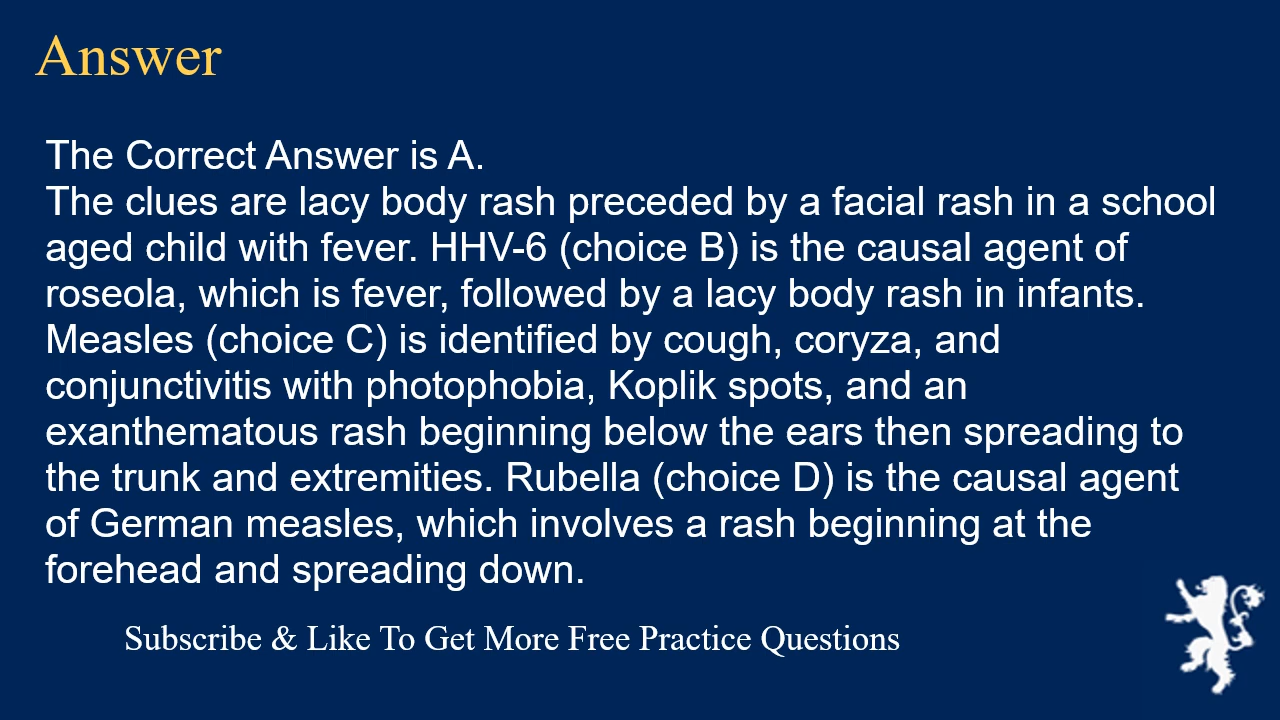 Answer
The Correct Answer is A.
The clues are lacy body rash preceded by a facial rash in a school
aged child with fever. HHV-6 (choice B) is the causal agent of
roseola, which is fever, followed by a lacy body rash in infants.
Measles (choice C) is identified by cough, coryza, and
conjunctivitis with photophobia, Koplik spots, and an
exanthematous rash beginning below the ears then spreading to
the trunk and extremities. Rubella (choice D) is the causal agent
of German measles, which involves a rash beginning at the
forehead and spreading down.
Subscribe & Like To Get More Free Practice Questions